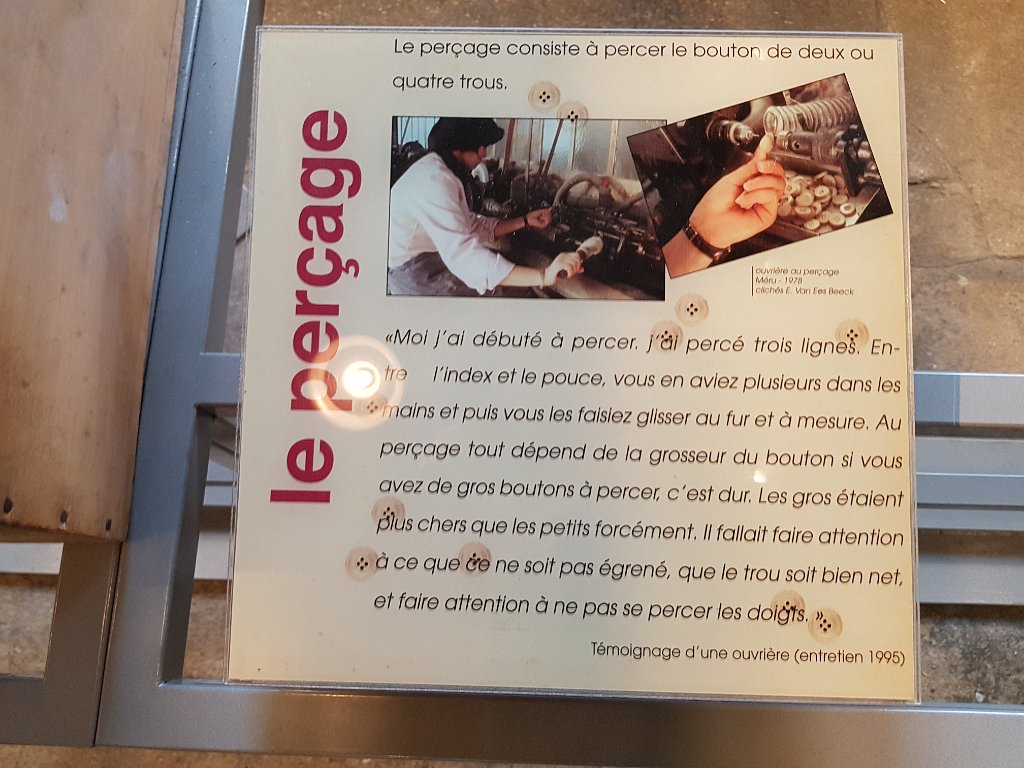 Le perçage consiste à percer le bouton de deux ou
quatre trous.
le perçage
ouvrière au perçage
Méru - 1978
clichés E. Van Ees Beeck
«Moi j'ai débuté à percer. j'ai percé trois lignes. En-
tre l'index et le pouce, vous en aviez plusieurs dans les
mains et puis vous les faisiez glisser au fur et à mesure. Au
perçage tout dépend de la grosseur du bouton si vous
avez de gros boutons à percer, c'est dur. Les gros étaient
plus chers que les petits forcément. Il fallait faire attention
à ce que ce ne soit pas égrené, que le trou soit bien net,
et faire attention à ne pas se percer les doigts. »
Témoignage d'une ouvrière (entretien 1995)